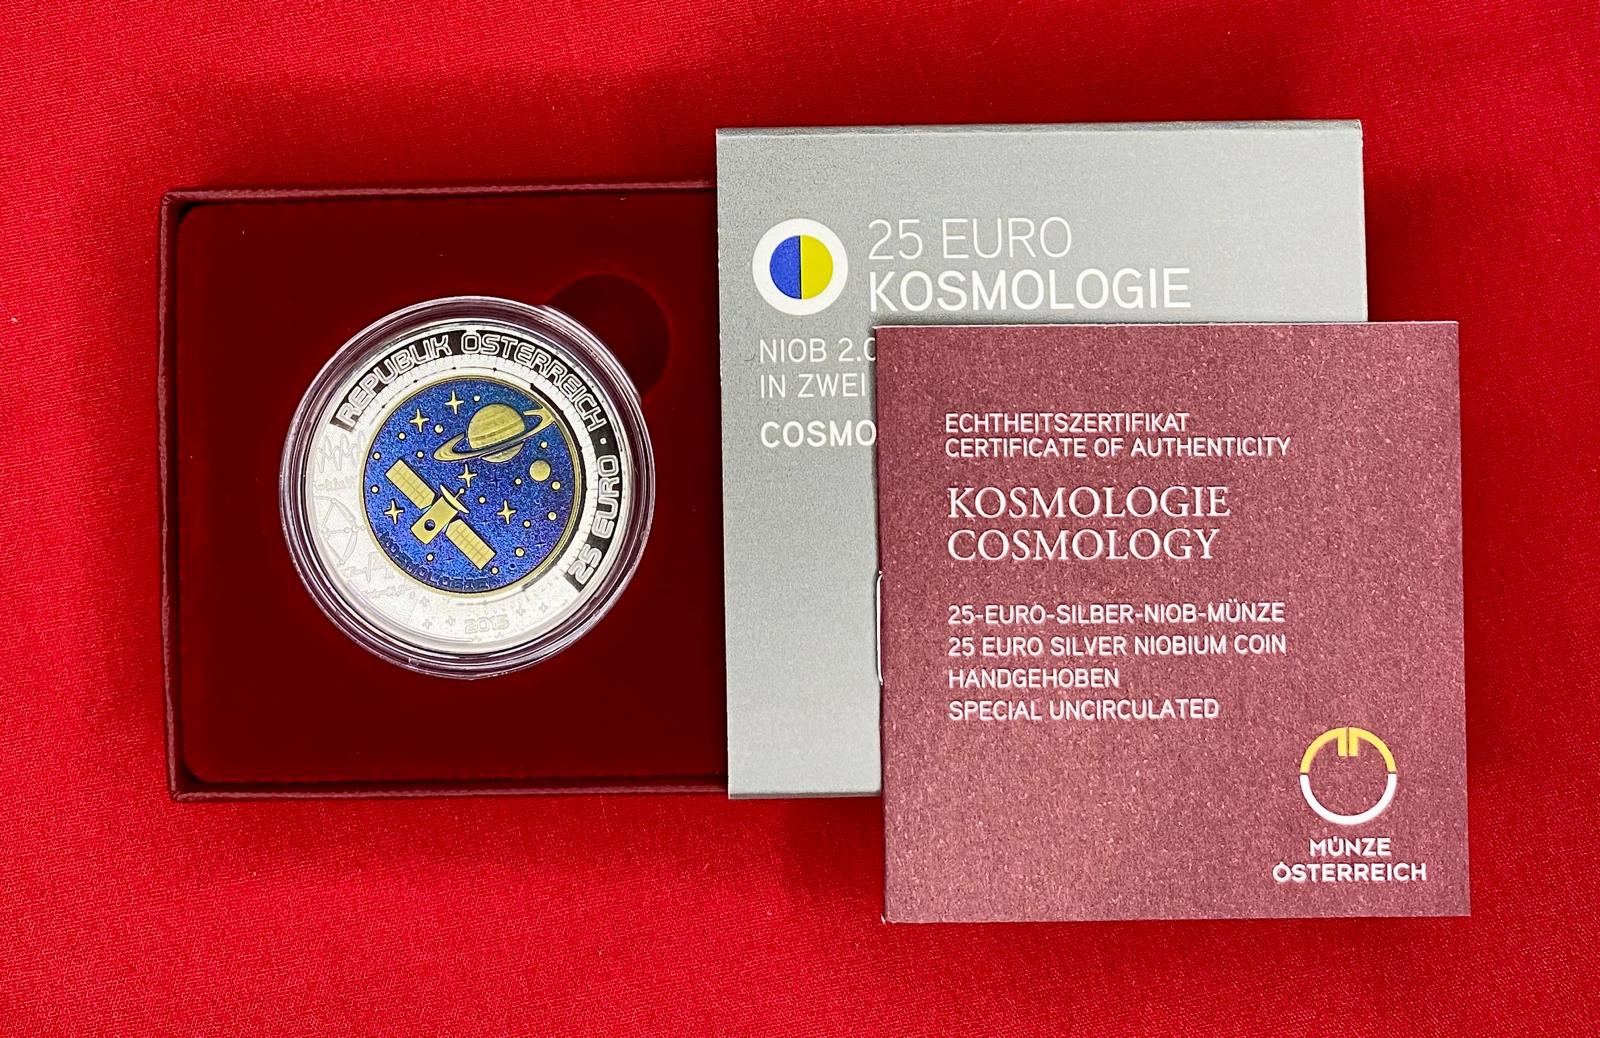 REPUBLIK ÖSTERREICH · 25 EURO
2015
25 EURO
KOSMOLOGIE
NIOB 2.0
IN ZWEI
COSMO
ECHTHEITSZERTIFIKAT
CERTIFICATE OF AUTHENTICITY
KOSMOLOGIE
COSMOLOGY
25-EURO-SILBER-NIOB-MÜNZE
25 EURO SILVER NIOBIUM COIN
HANDGEHOBEN
SPECIAL UNCIRCULATED
MÜNZE
ÖSTERREICH